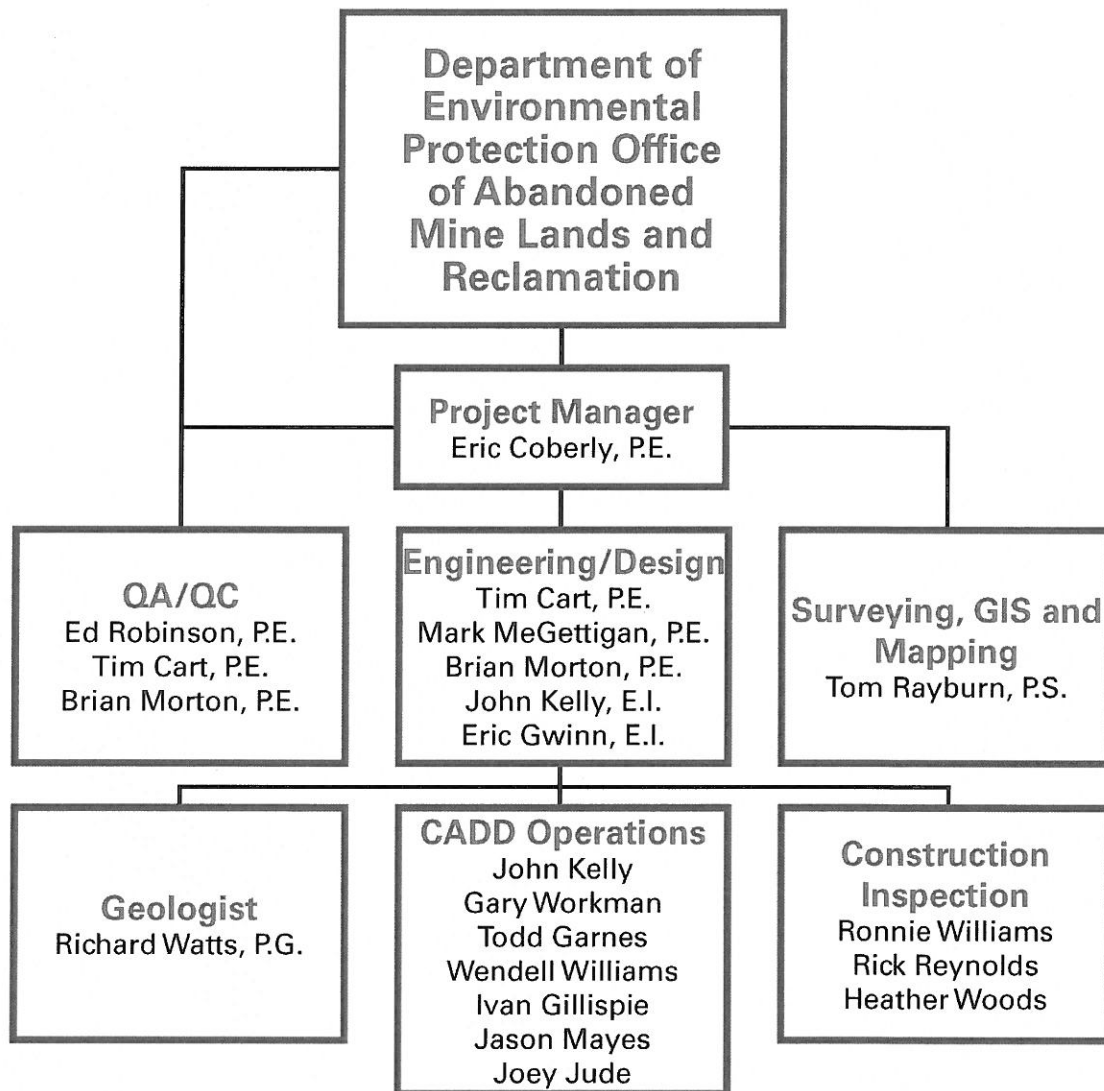 Department of
Environmental
Protection Office
of Abandoned
Mine Lands and
Reclamation
Project Manager
Eric Coberly, P.E.
QA/QC
Ed Robinson, P.E.
Tim Cart, P.E.
Brian Morton, P.E.
Engineering/Design
Tim Cart, P.E.
Mark MeGettigan, P.E.
Brian Morton, P.E.
John Kelly, E.I.
Eric Gwinn, E.I.
Surveying, GIS and
Mapping
Tom Rayburn, P.S.
Geologist
Richard Watts, P.G.
CADD Operations
John Kelly
Gary Workman
Todd Garnes
Wendell Williams
Ivan Gillispie
Jason Mayes
Joey Jude
Construction
Inspection
Ronnie Williams
Rick Reynolds
Heather Woods